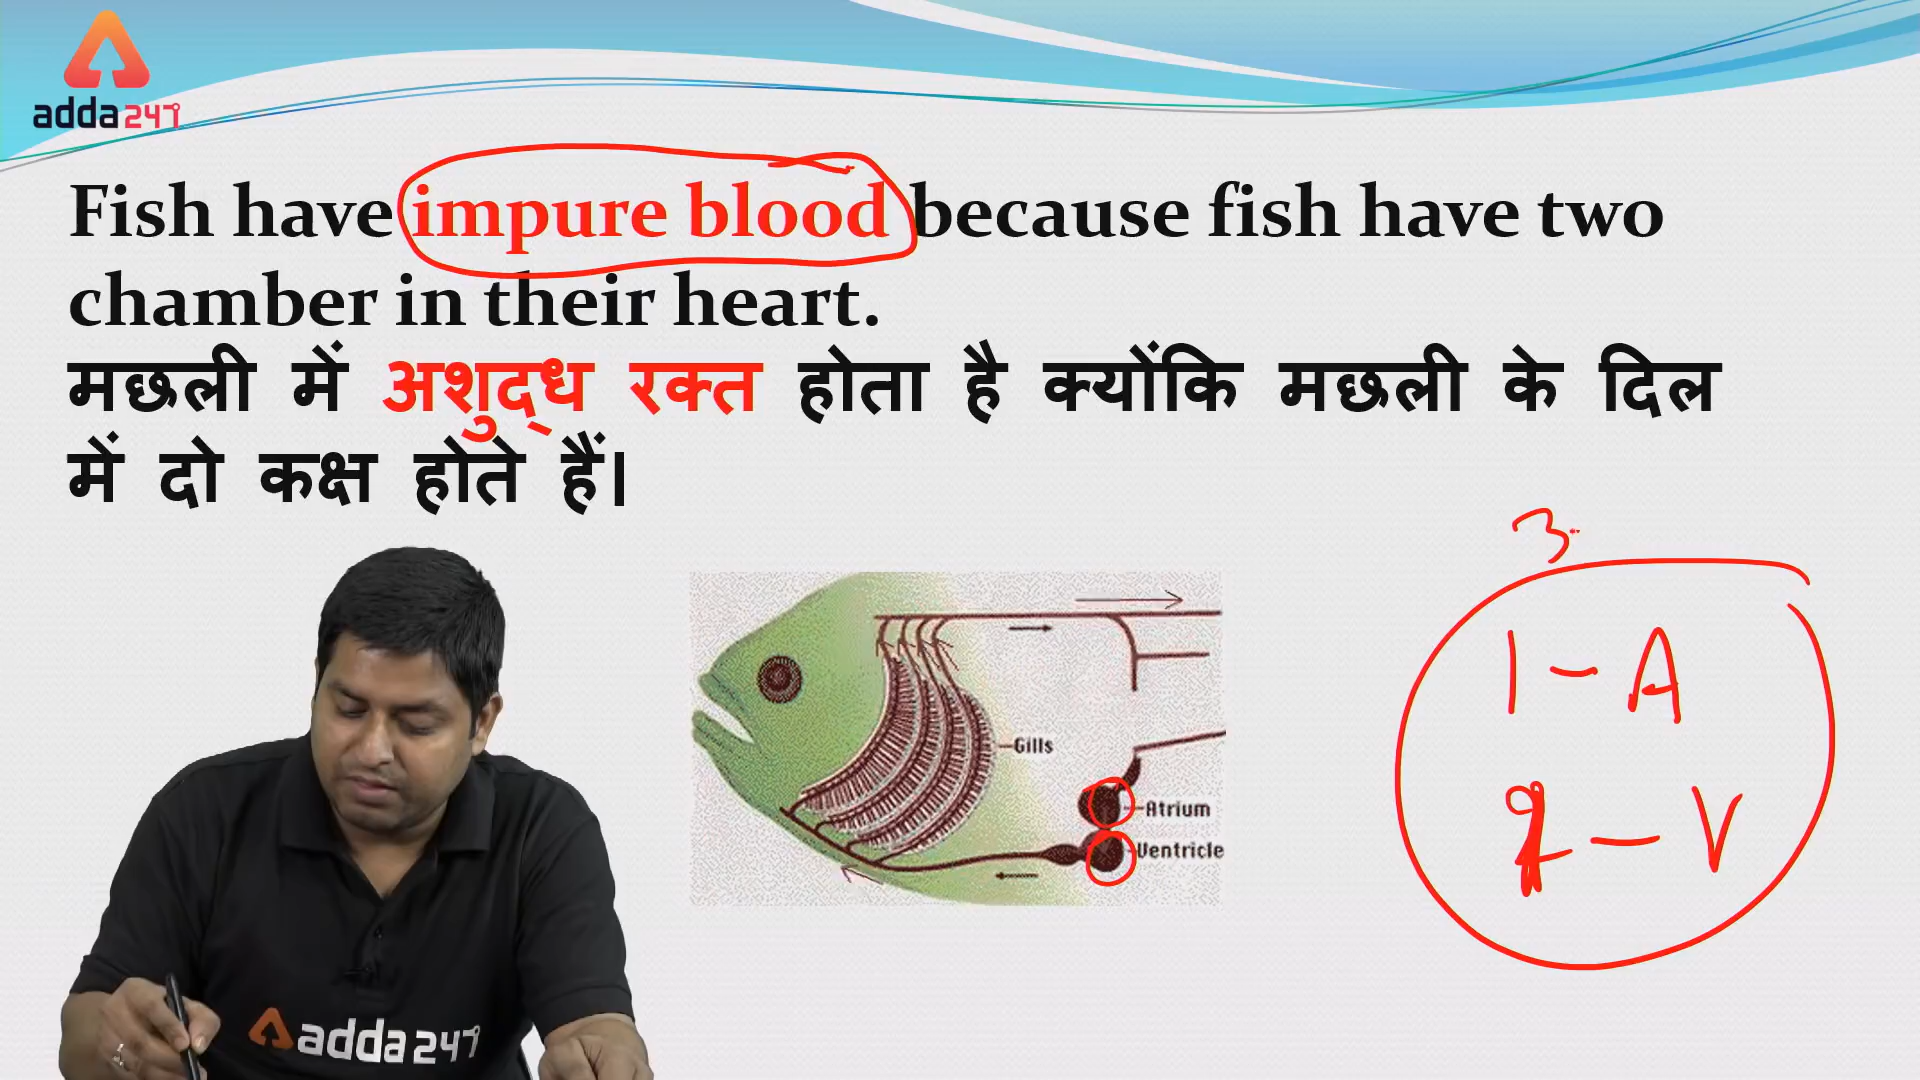 adda247
Fish have impure blood because fish have two
chamber in their heart.
मछली में अशुद्ध रक्त होता है क्योंकि मछली के दिल
में दो कक्ष होते हैं।
3
1 - A
Gills
Atrium
Ventricle
- V
adda247